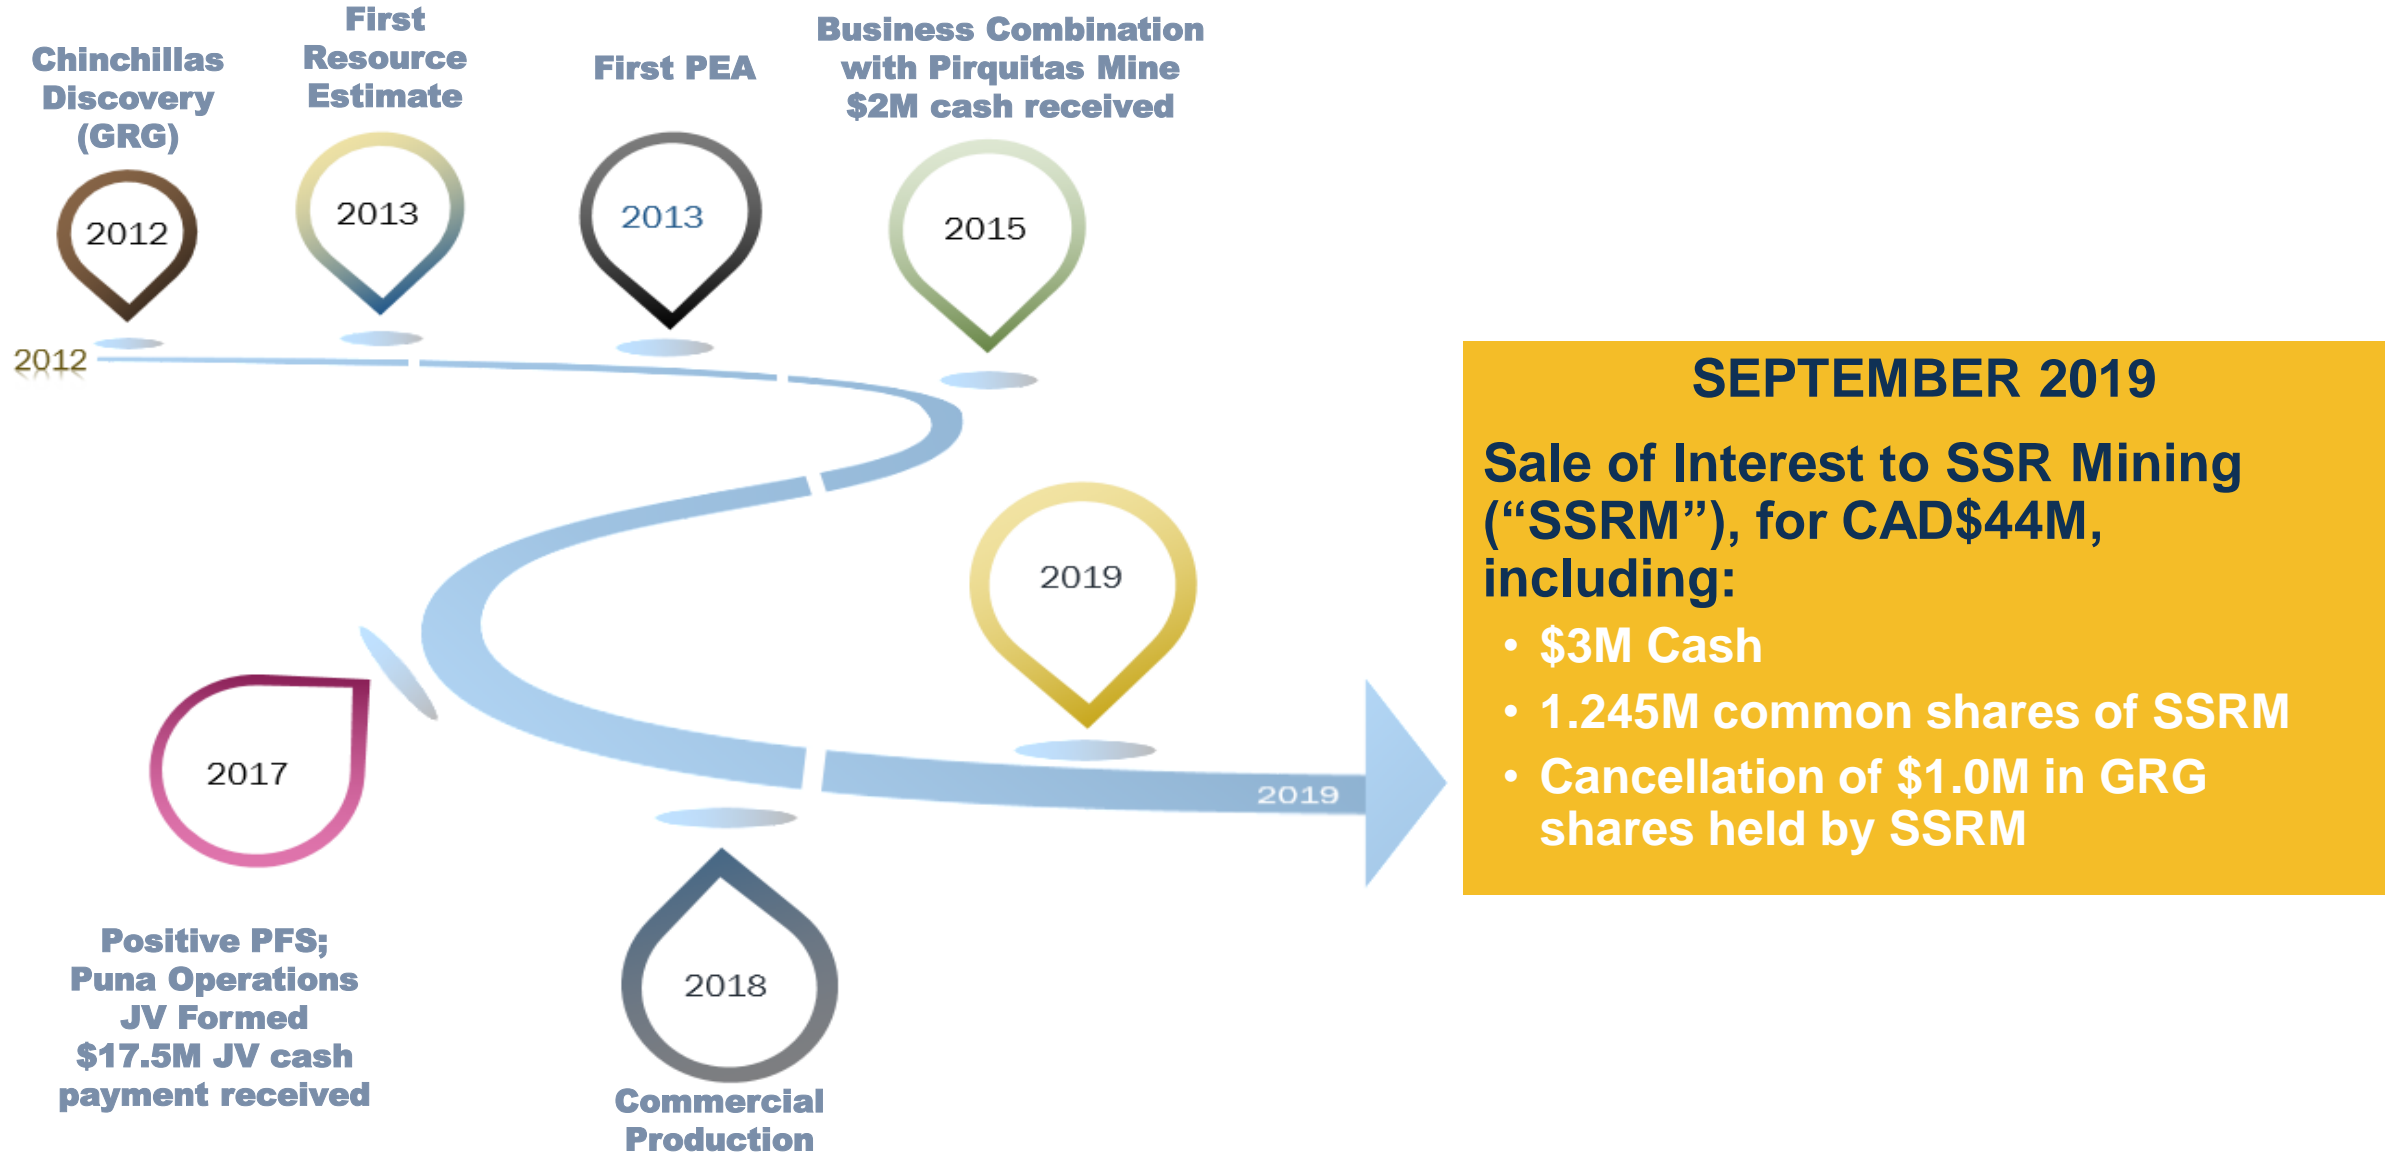 Chinchillas
Discovery
(GRG)
2012
First
Resource
Estimate
2013
First PEA
2013
Business Combination
with Pirquitas Mine
$2M cash received
2015
2012
2017
Positive PFS;
Puna Operations
JV Formed
$17.5M JV cash
payment received
2018
Commercial
Production
2019
2019
SEPTEMBER 2019
Sale of Interest to SSR Mining
(“SSRM”), for CAD$44M,
including:
• $3M Cash
• 1.245M common shares of SSRM
• Cancellation of $1.0M in GRG
shares held by SSRM